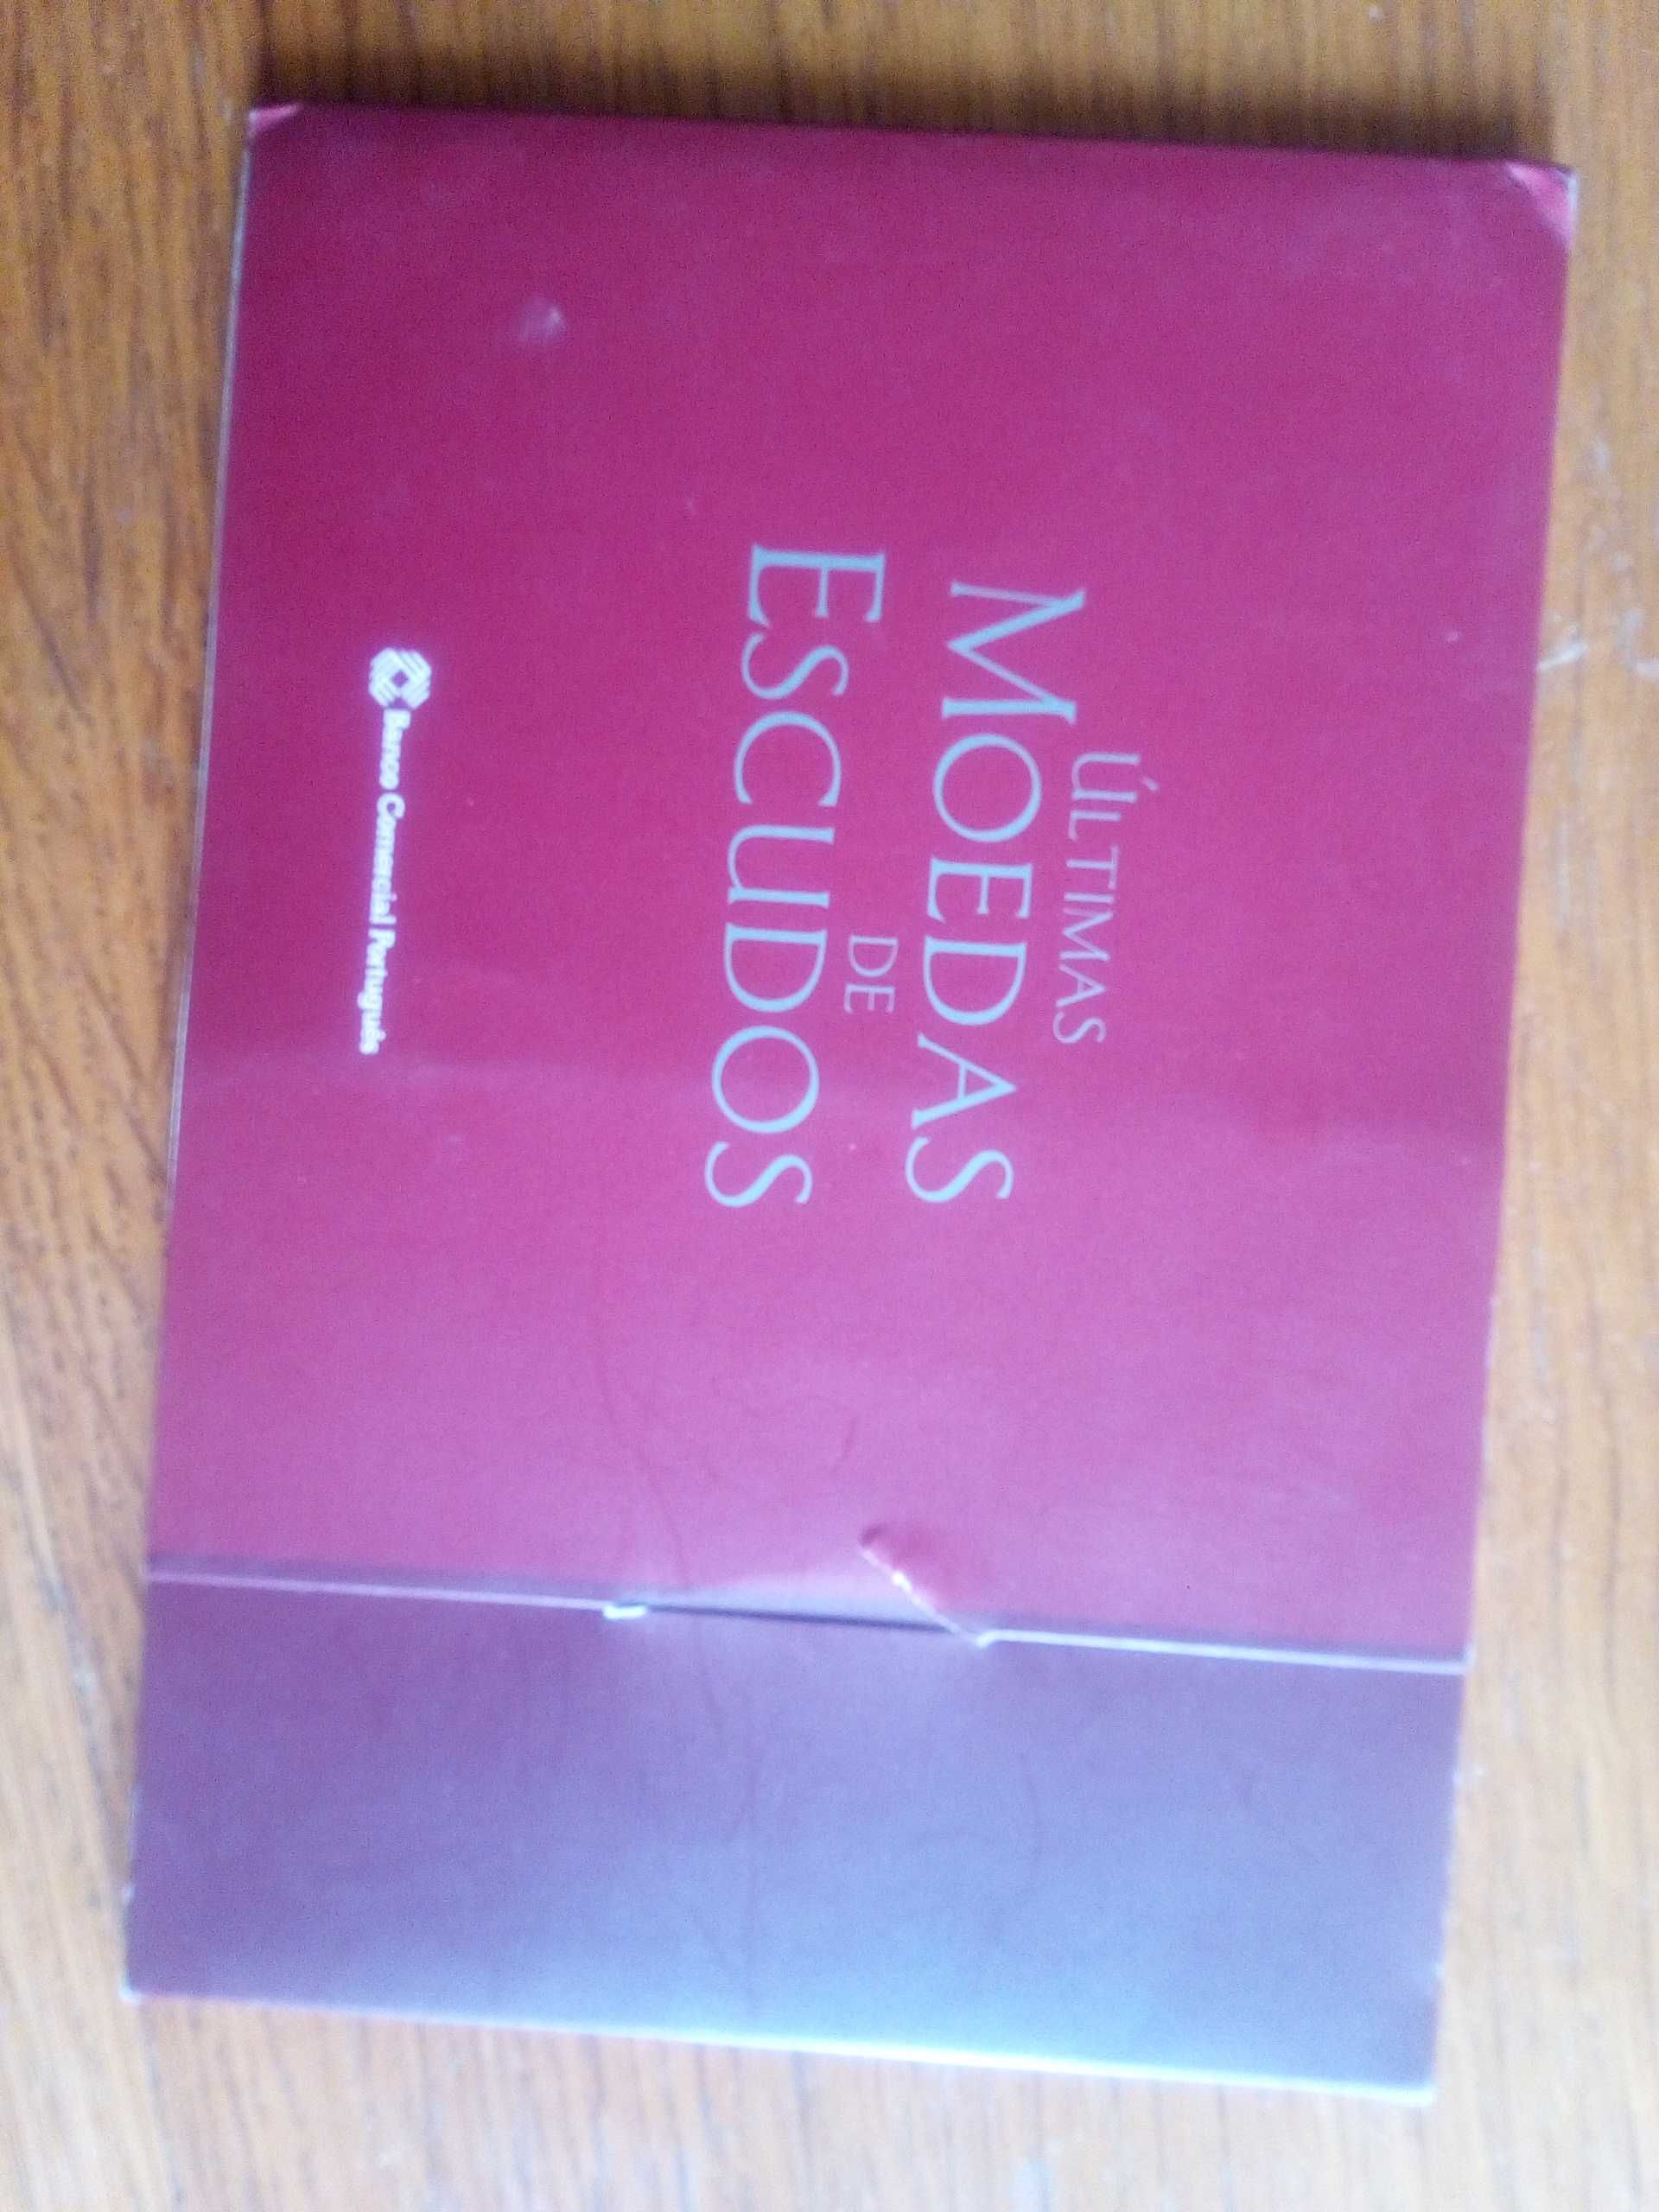 ÚLTIMAS
MOEDAS
DE
ESCUDOS
Banco Comercial Português